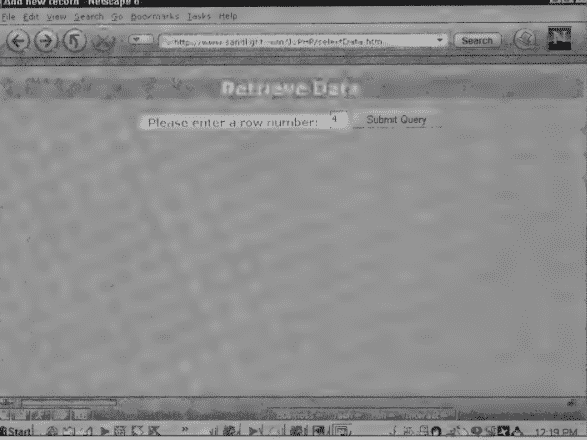 And new record - Netscape 6
File Edit View Search Go Bookmarks Tasks Help
Search
Retrieve Data
Please enter a row number: 4 Submit Query
Start
12:19 PM